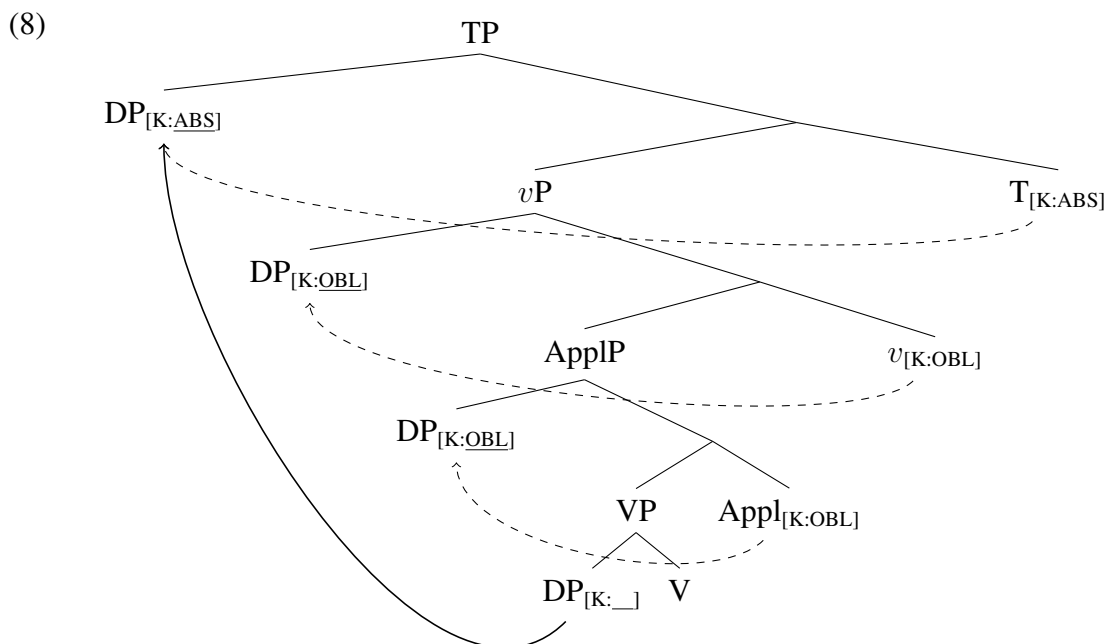 (8)
TP
DP[K:ABS]
vP T[K:ABS]
DP[K:OBL]
ApplP v[K:OBL]
DP[K:OBL]
VP Appl[K:OBL]
DP[K:__] V